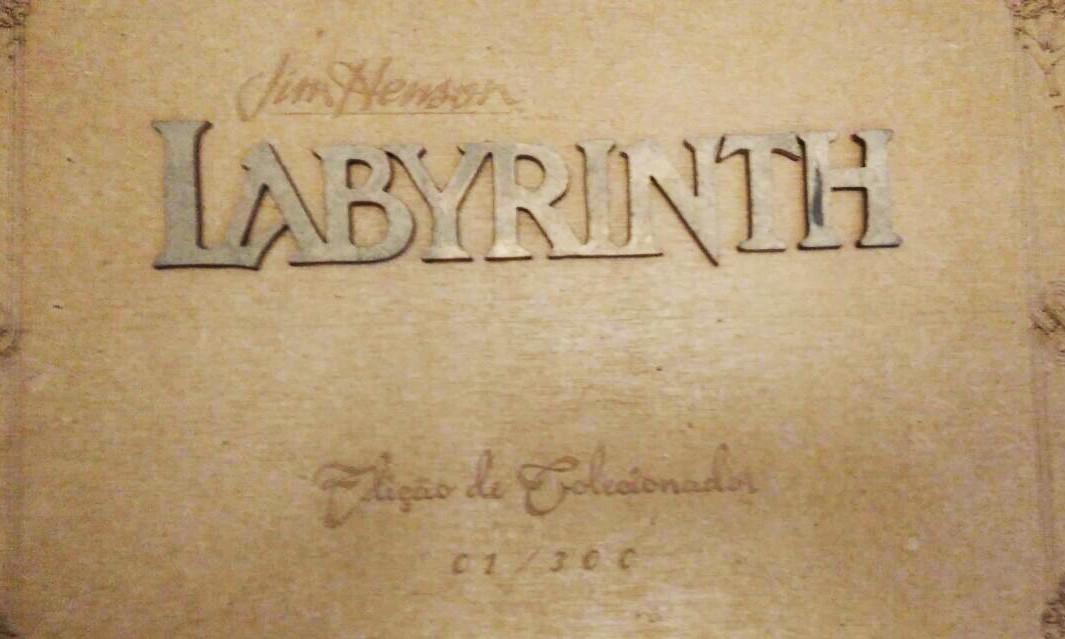 Jim Henson
LABYRINTH
Edição de Colecionador
01/300